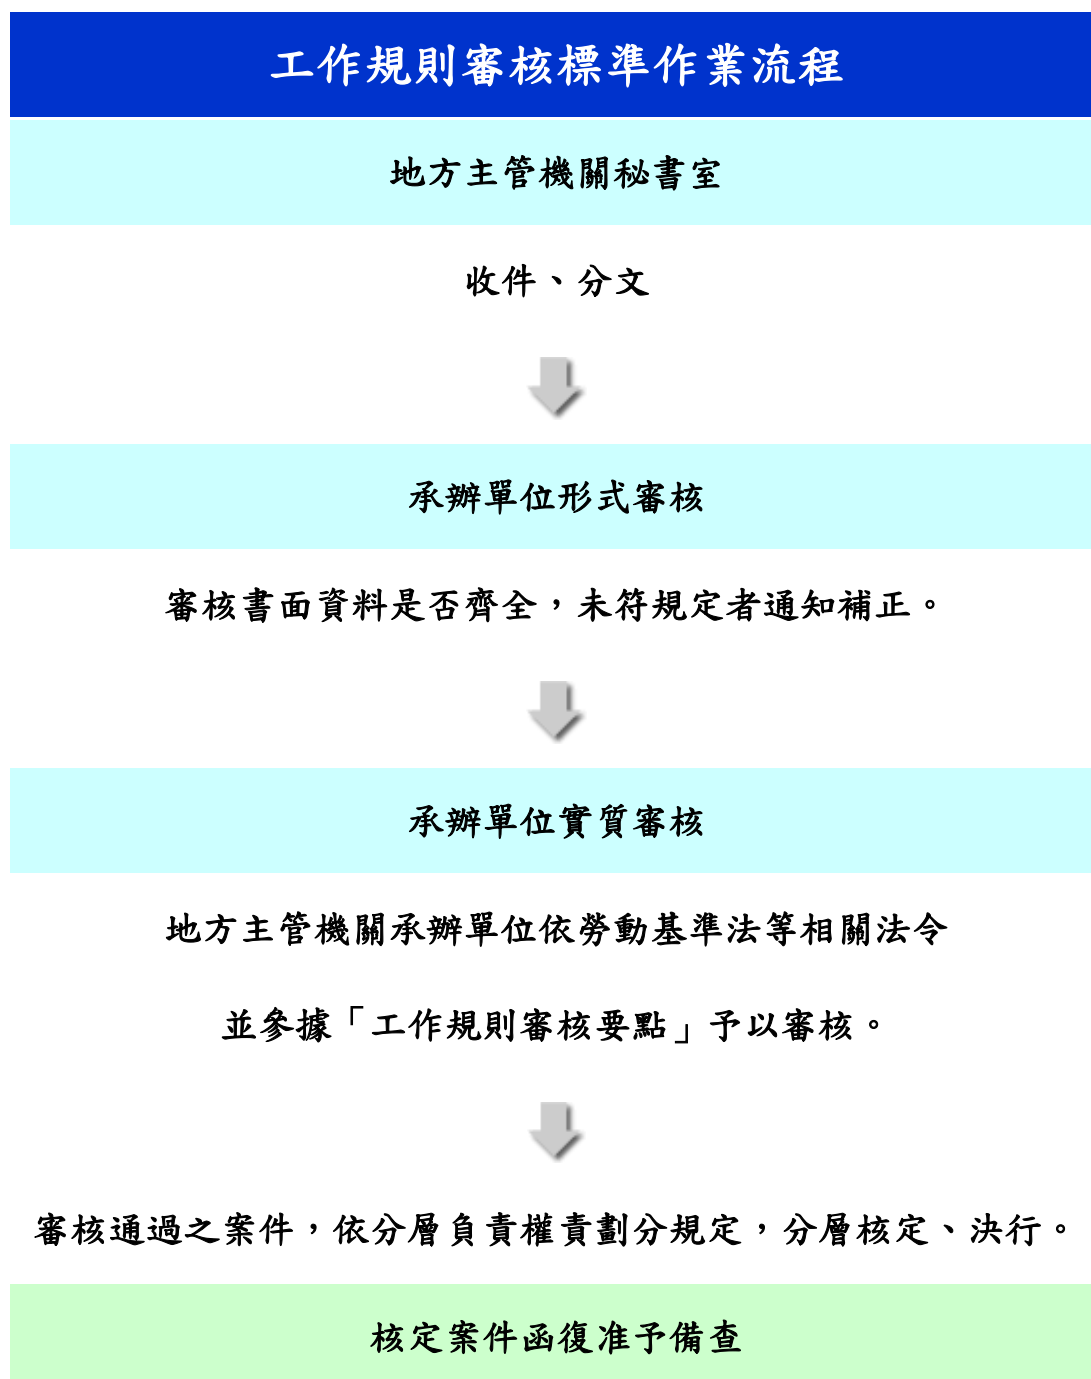 工作規則審核標準作業流程
地方主管機關秘書室
收件、分文
承辦單位形式審核
審核書面資料是否齊全，未符規定者通知補正。
承辦單位實質審核
地方主管機關承辦單位依勞動基準法等相關法令
並參據「工作規則審核要點」予以審核。
審核通過之案件，依分層負責權責劃分規定，分層核定、決行。
核定案件函復准予備查